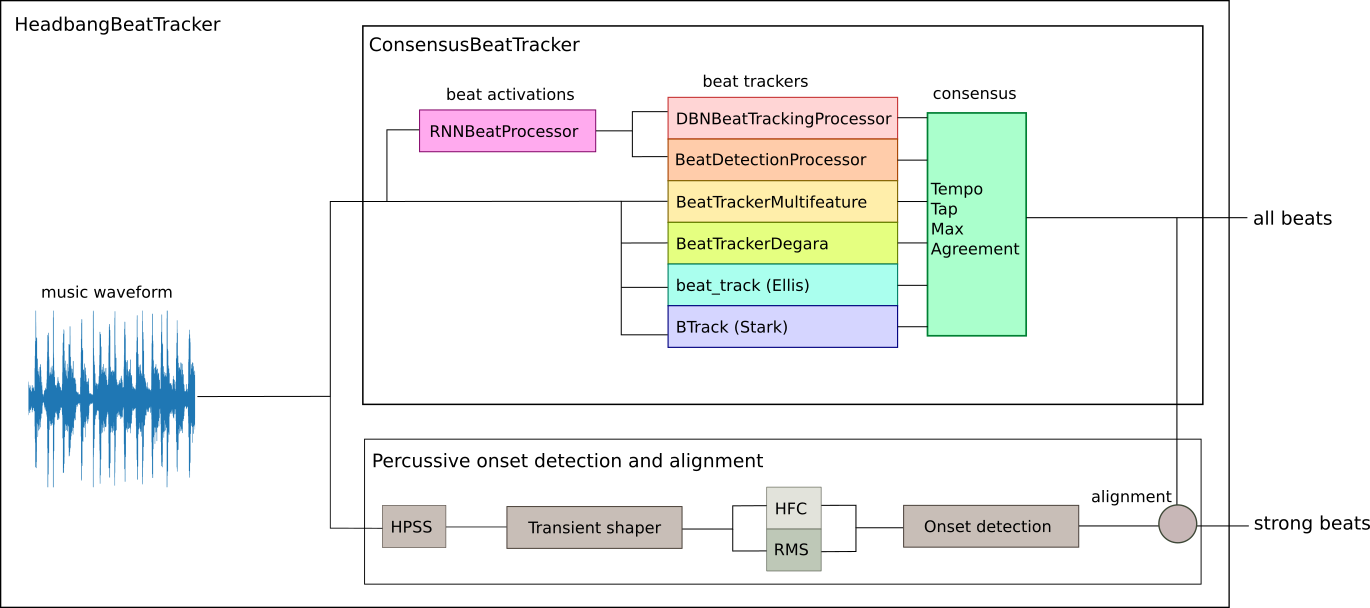 HeadbangBeatTracker
ConsensusBeatTracker
beat activations
RNNBeatProcessor
beat trackers
DBNBeatTrackingProcessor
BeatDetectionProcessor
BeatTrackerMultifeature
BeatTrackerDegara
beat_track (Ellis)
BTrack (Stark)
consensus
Tempo
Tap
Max
Agreement
all beats
music waveform
Percussive onset detection and alignment
HPSS
Transient shaper
HFC
RMS
Onset detection
alignment
strong beats